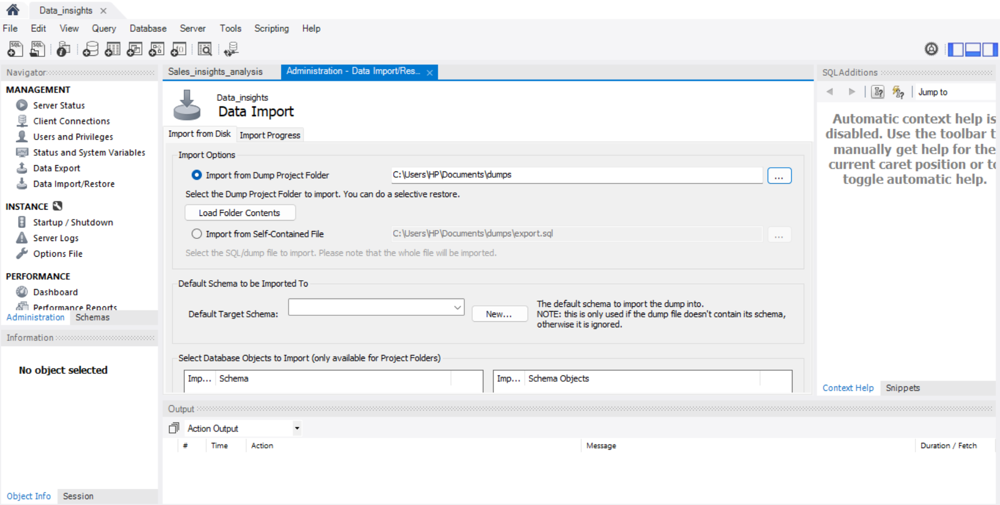 Data_insights
File Edit View Query Database Server Tools Scripting Help
Navigator
MANAGEMENT
Server Status
Client Connections
Users and Privileges
Status and System Variables
Data Export
Data Import/Restore
INSTANCE
Startup / Shutdown
Server Logs
Options File
PERFORMANCE
Dashboard
Performance Reports
Administration Schemas
Information
No object selected
Object Info Session
Sales_insights_analysis Administration - Data Import/Res...
Data_insights
Data Import
Import from Disk Import Progress
Import Options
Import from Dump Project Folder C:\Users\HP\Documents\dumps ...
Select the Dump Project Folder to import. You can do a selective restore.
Load Folder Contents
Import from Self-Contained File C:\Users\HP\Documents\dumps\export.sql ...
Select the SQL/dump file to import. Please note that the whole file will be imported.
Default Schema to be Imported To
Default Target Schema: New...
The default schema to import the dump into.
NOTE: this is only used if the dump file doesn't contain its schema,
otherwise it is ignored.
Select Database Objects to Import (only available for Project Folders)
Imp... Schema
Imp... Schema Objects
SQLAdditions
Jump to
Automatic context help is
disabled. Use the toolbar t
manually get help for the
current caret position or to
toggle automatic help.
Context Help Snippets
Output
Action Output
# Time Action Message Duration / Fetch